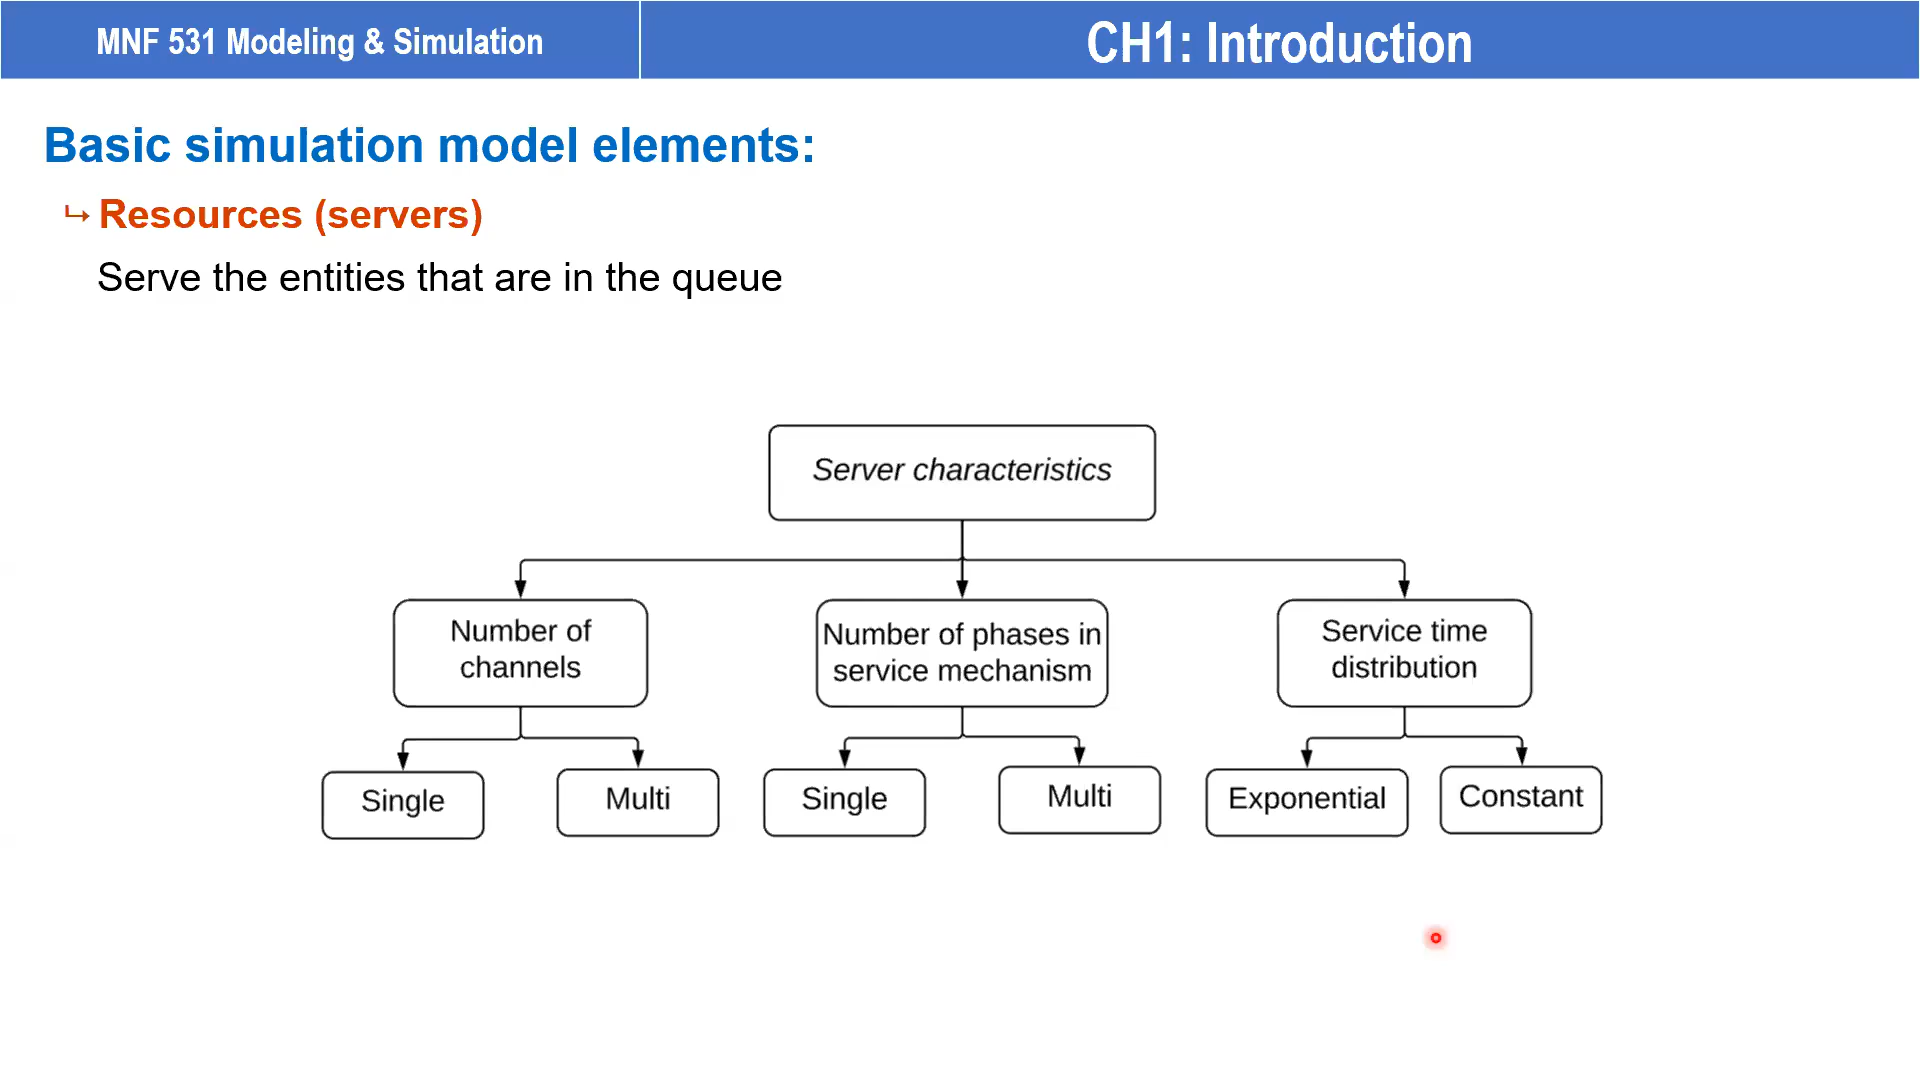 MNF 531 Modeling & Simulation
CH1: Introduction
Basic simulation model elements:
↳ Resources (servers)
Serve the entities that are in the queue
Server characteristics
Number of
channels
Number of phases in
service mechanism
Service time
distribution
Single
Multi
Single
Multi
Exponential
Constant